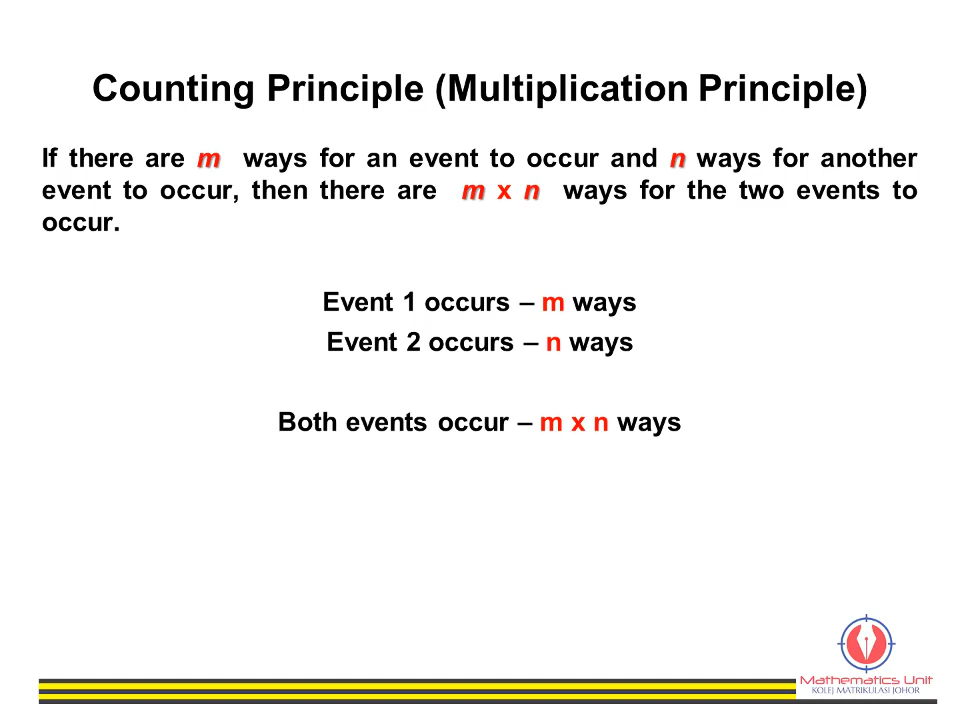 Counting Principle (Multiplication Principle)
If there are m ways for an event to occur and n ways for another
event to occur, then there are m x n ways for the two events to
occur.
Event 1 occurs – m ways
Event 2 occurs – n ways
Both events occur – m x n ways
Mathematics Unit
KOLEJ MATRIKULASI JOHOR